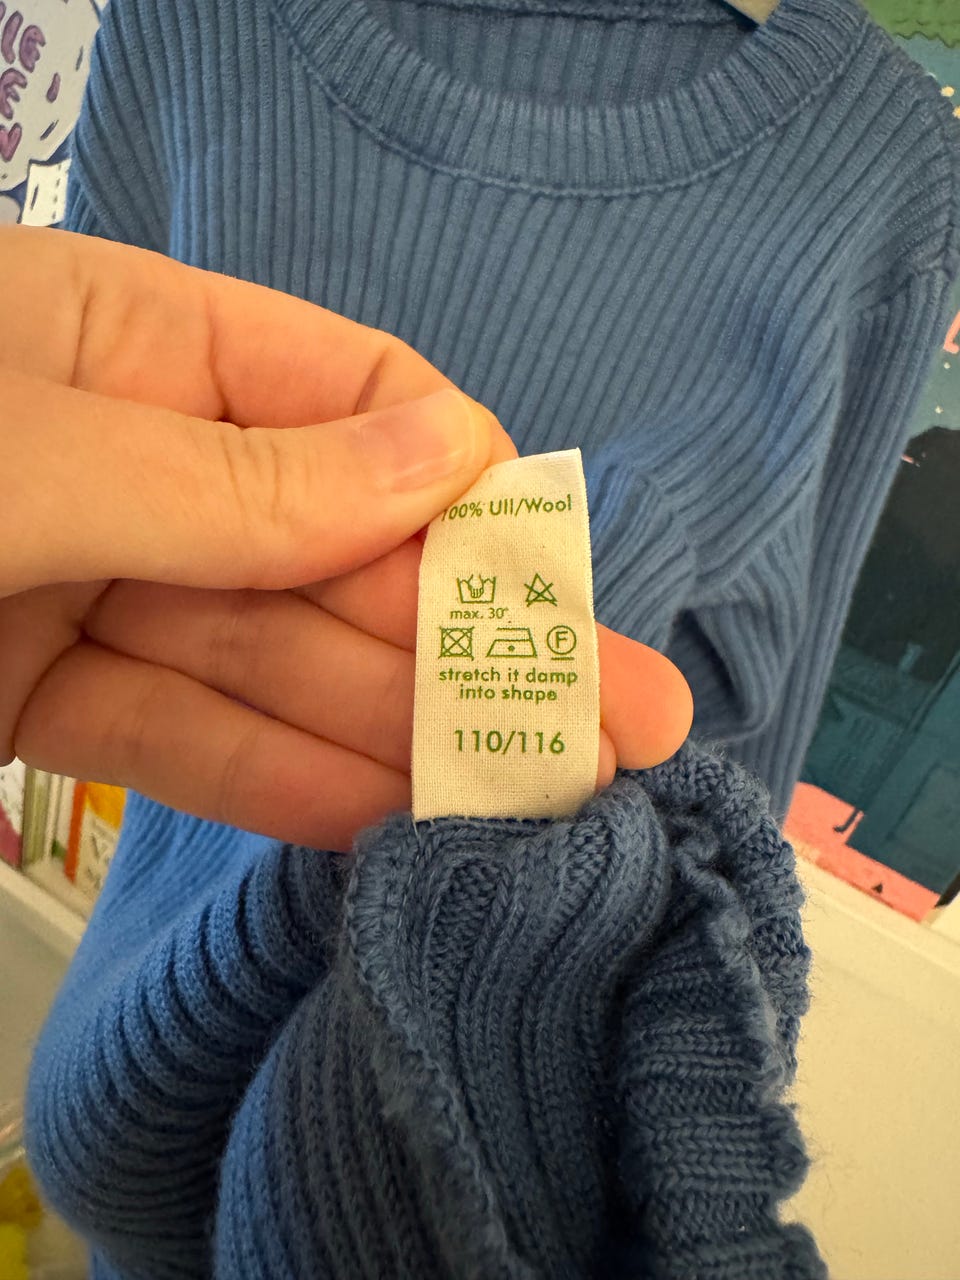 100% Ull/Wool
max. 30°
F
stretch it damp
into shape
110/116